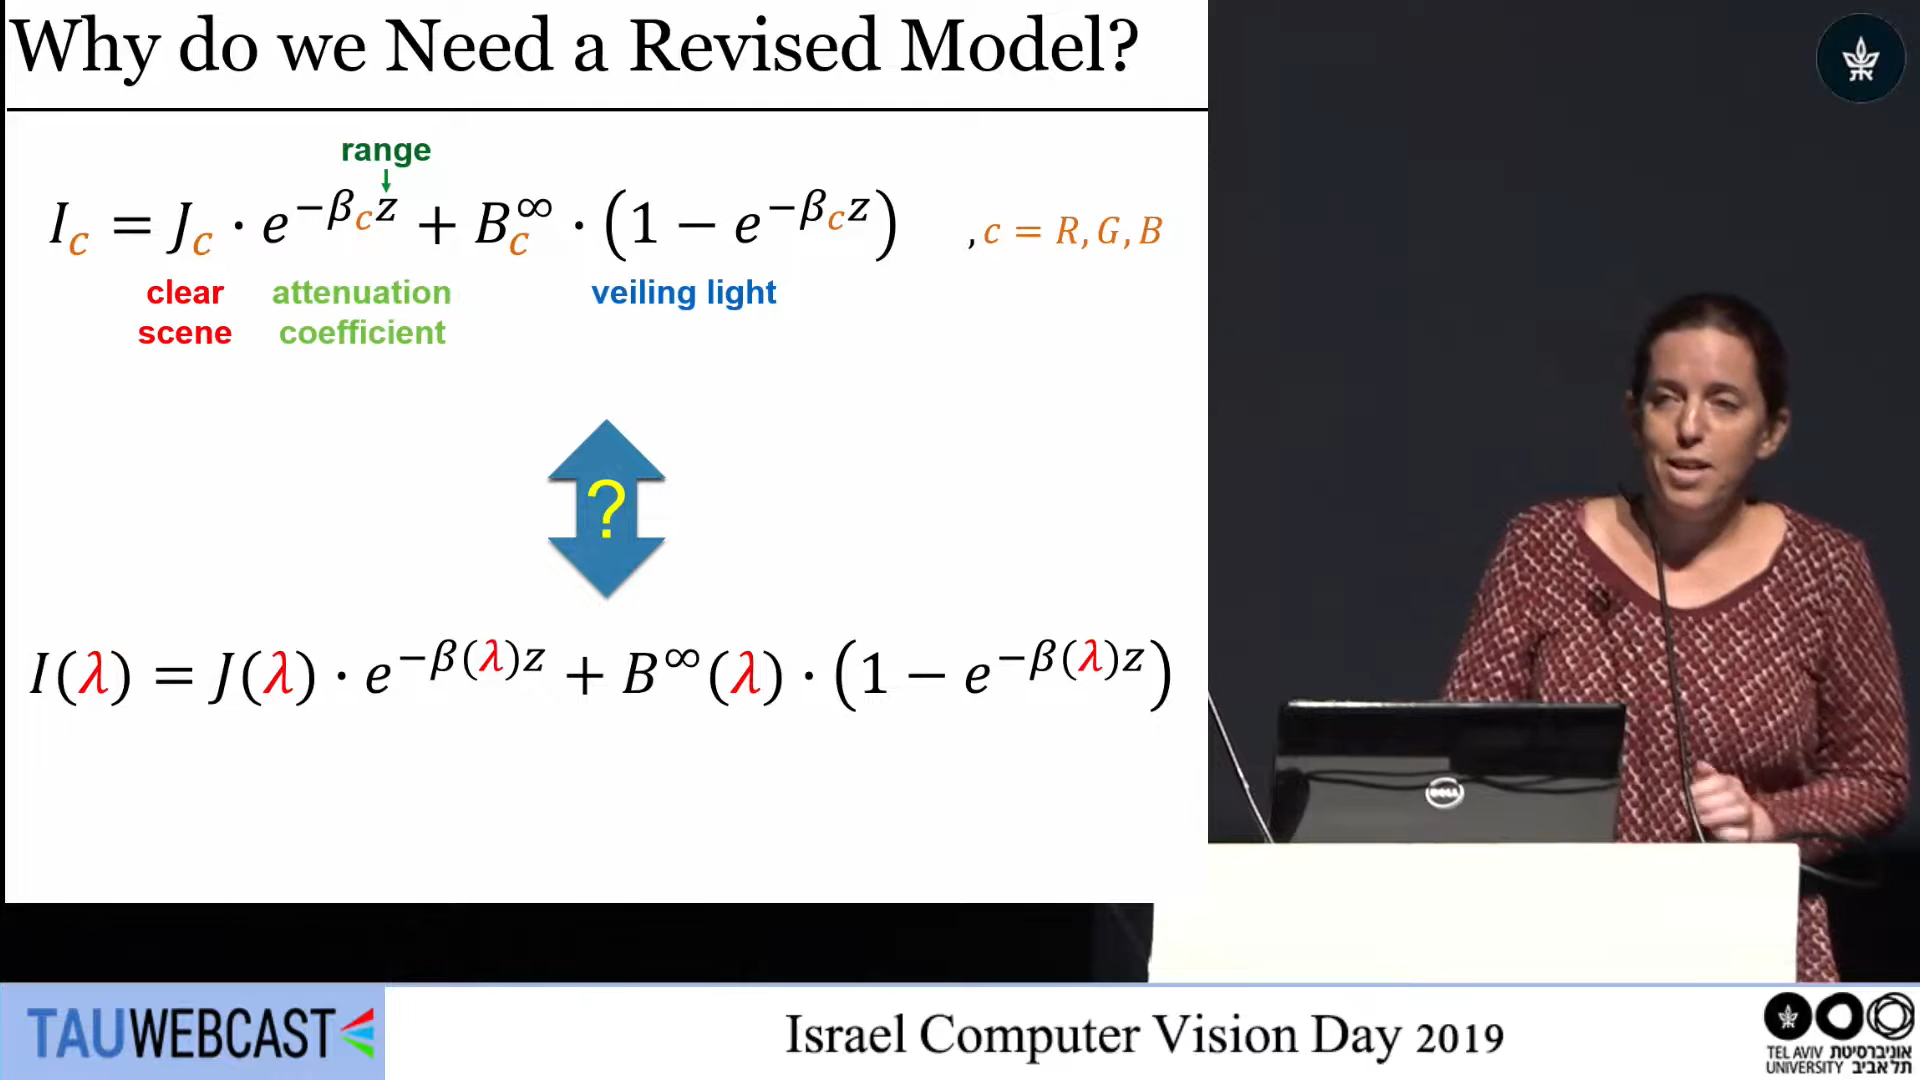 Why do we Need a Revised Model?
range
I_c = J_c · e^{−β_c z} + B_c^∞ · (1 − e^{−β_c z}) , c = R, G, B
clear scene
attenuation coefficient
veiling light
?
I(λ) = J(λ) · e^{−β(λ)z} + B^∞(λ) · (1 − e^{−β(λ)z})
DELL
TAUWEBCAST
Israel Computer Vision Day 2019
TEL AVIV אוניברסיטת
UNIVERSITY תל אביב